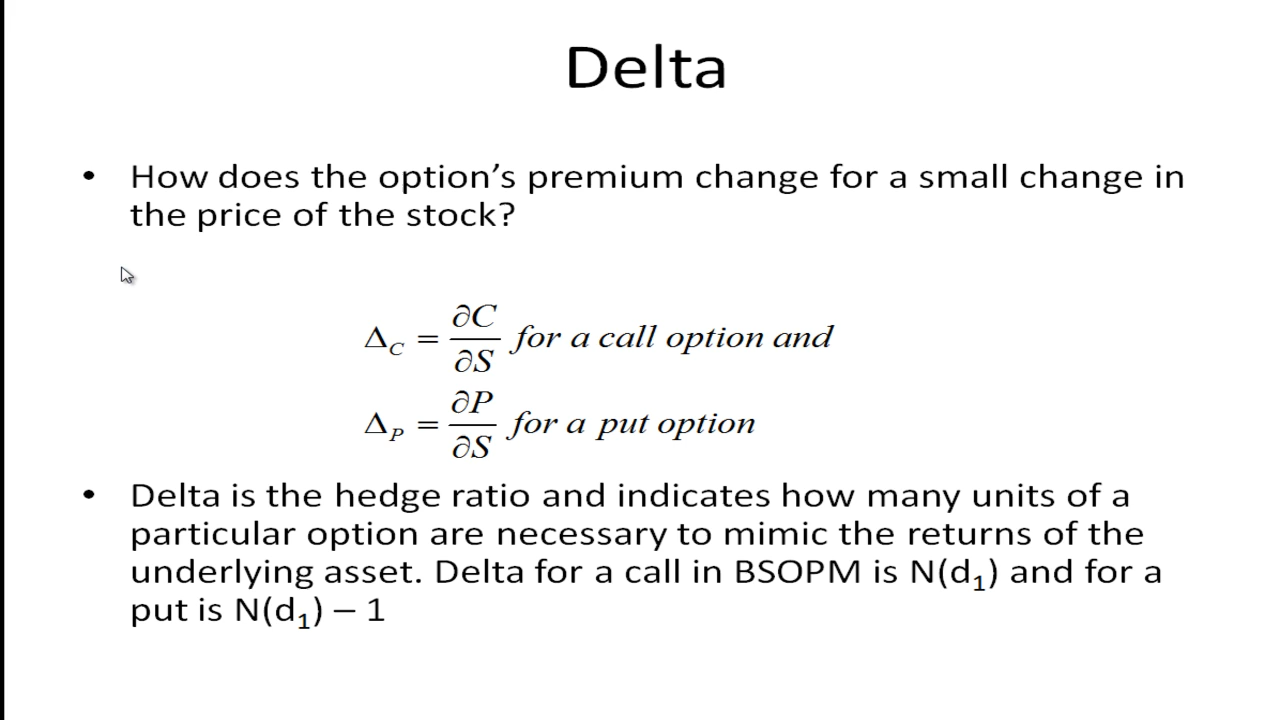 Delta
• How does the option’s premium change for a small change in
the price of the stock?
Δ_C = ∂C/∂S for a call option and
Δ_P = ∂P/∂S for a put option
• Delta is the hedge ratio and indicates how many units of a
particular option are necessary to mimic the returns of the
underlying asset. Delta for a call in BSOPM is N(d₁) and for a
put is N(d₁) – 1